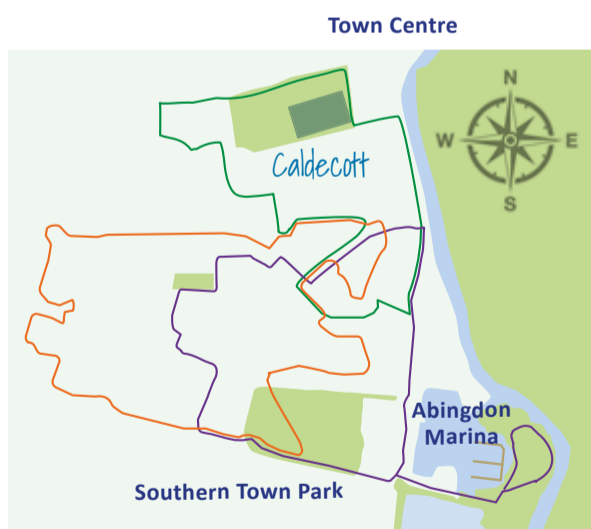 Town Centre
N
W
E
S
Caldecott
Abingdon
Marina
Southern Town Park